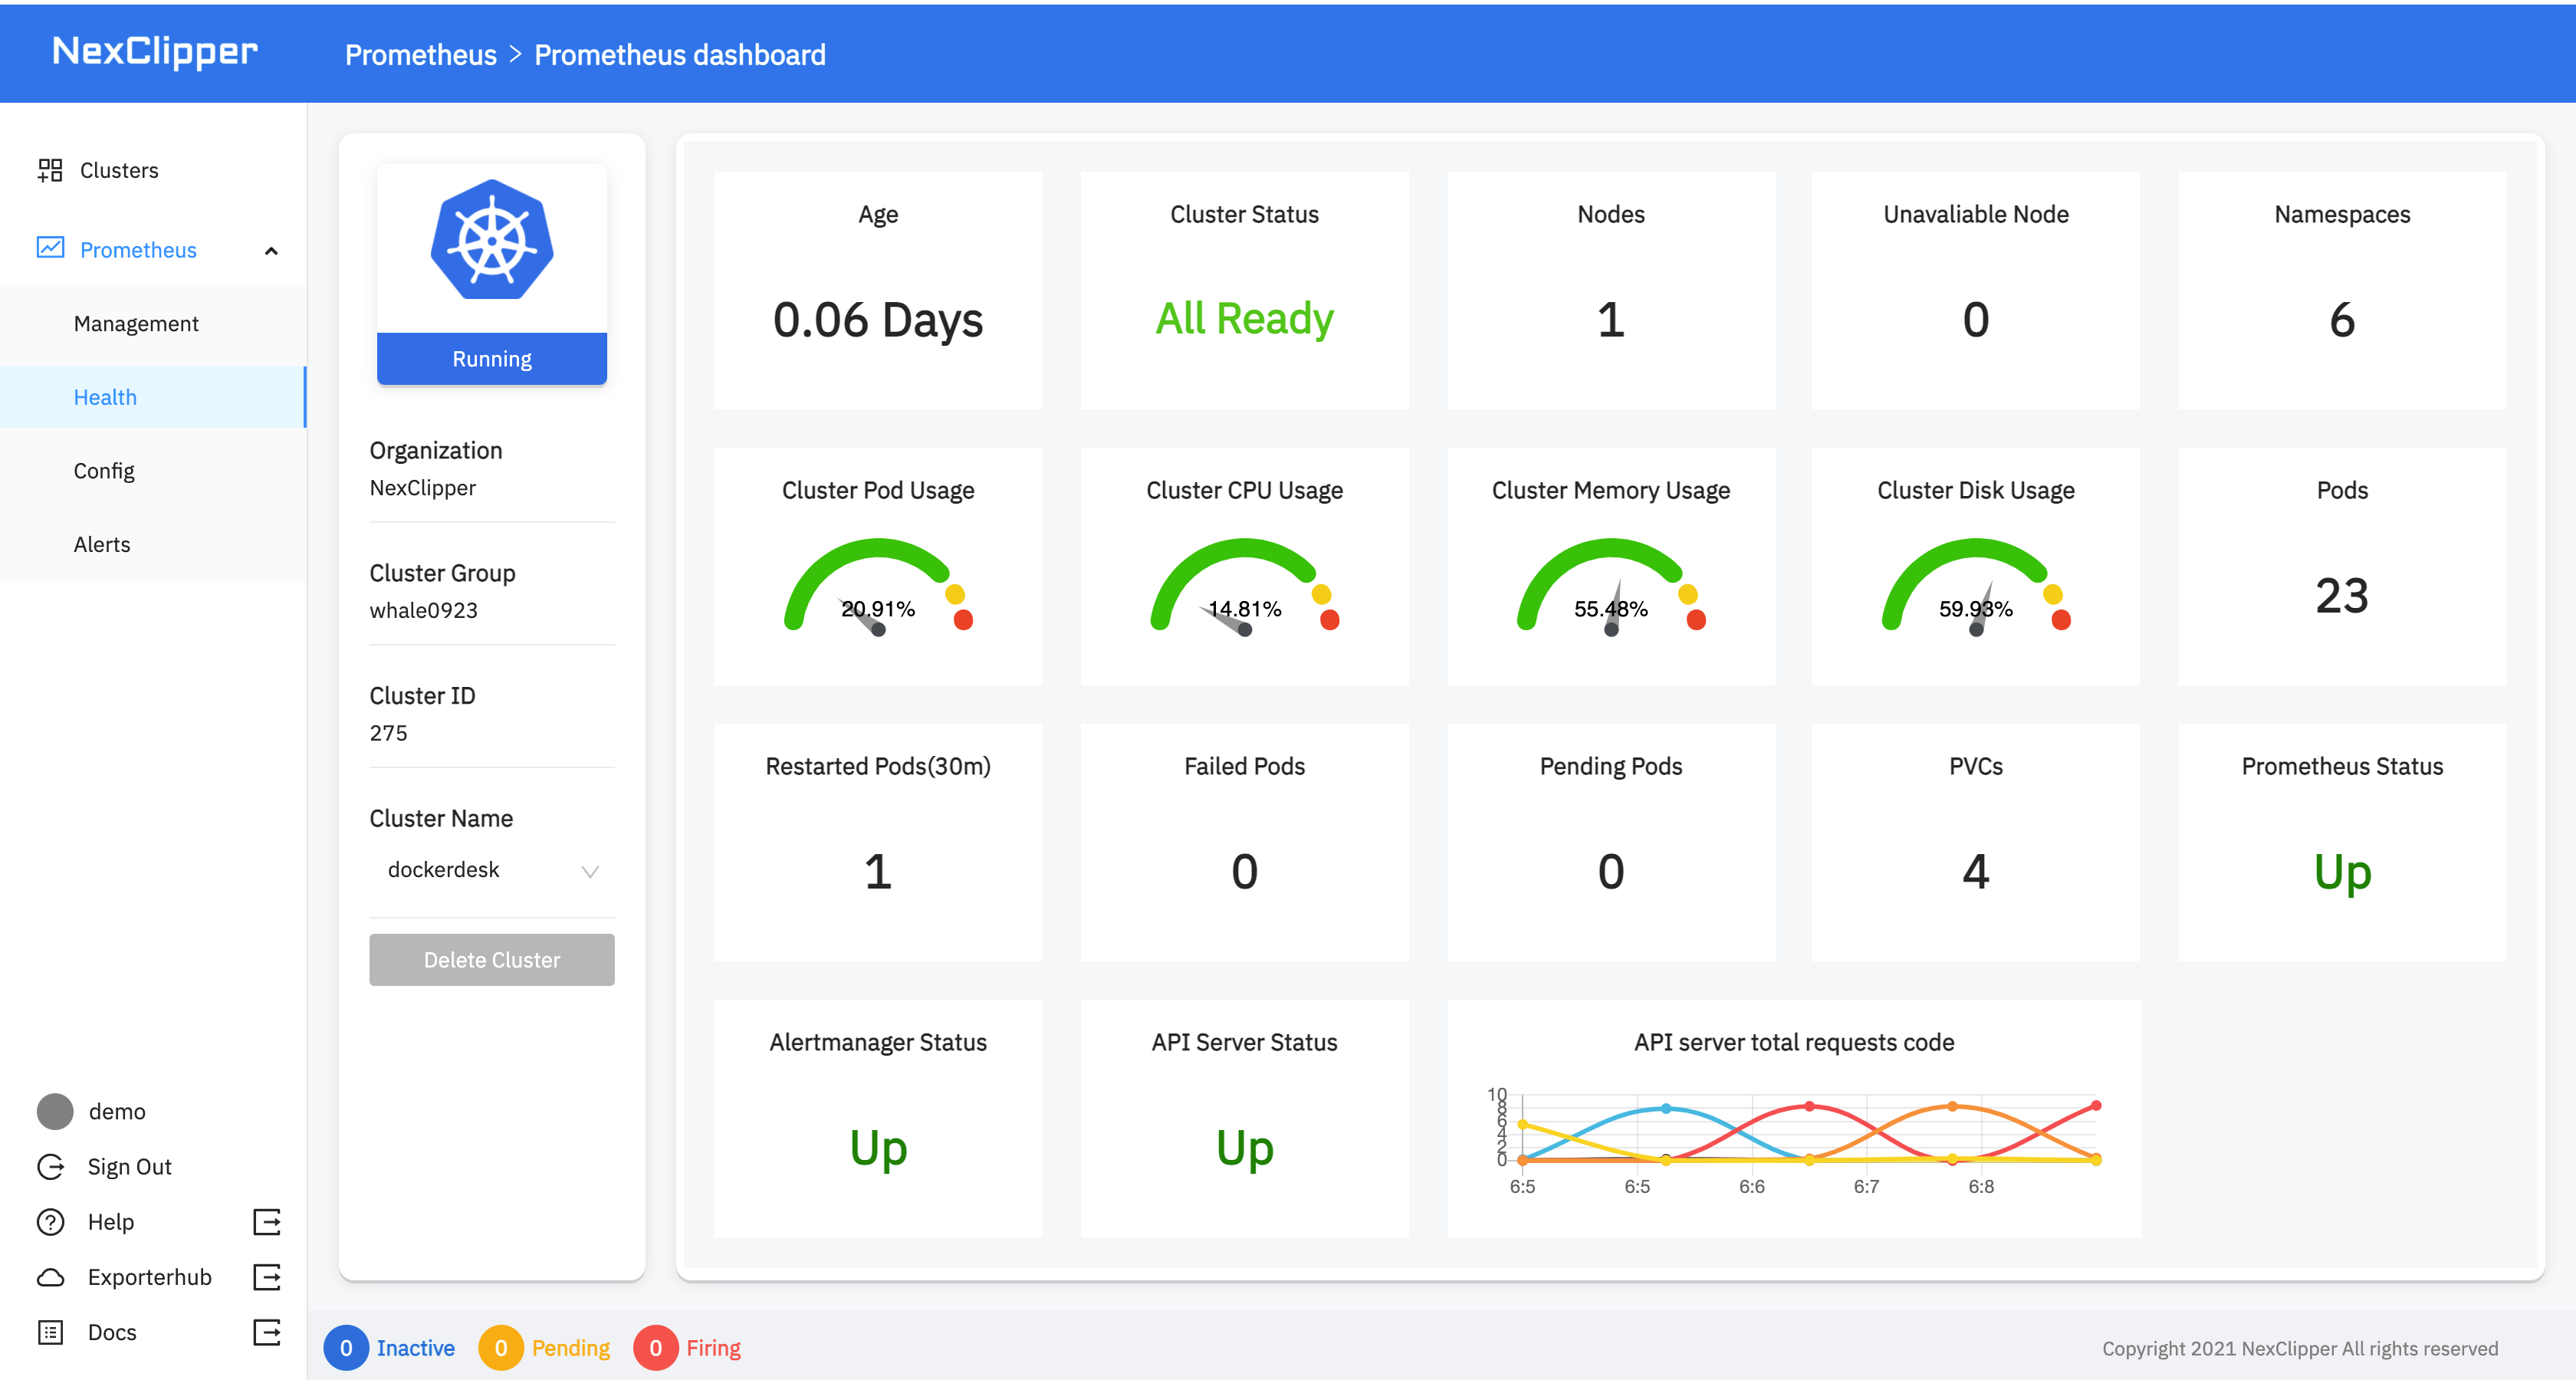 NexClipper
Prometheus > Prometheus dashboard
Clusters
Prometheus
Management
Health
Config
Alerts
demo
Sign Out
Help
Exporterhub
Docs
Running
Organization
NexClipper
Cluster Group
whale0923
Cluster ID
275
Cluster Name
dockerdesk
Delete Cluster
Age
0.06 Days
Cluster Status
All Ready
Nodes
1
Unavaliable Node
0
Namespaces
6
Cluster Pod Usage
20.91%
Cluster CPU Usage
14.81%
Cluster Memory Usage
55.48%
Cluster Disk Usage
59.93%
Pods
23
Restarted Pods(30m)
1
Failed Pods
0
Pending Pods
0
PVCs
4
Prometheus Status
Up
Alertmanager Status
Up
API Server Status
Up
API server total requests code
10
8
6
4
2
0
6:5 6:5 6:6 6:7 6:8
0 Inactive 0 Pending 0 Firing
Copyright 2021 NexClipper All rights reserved